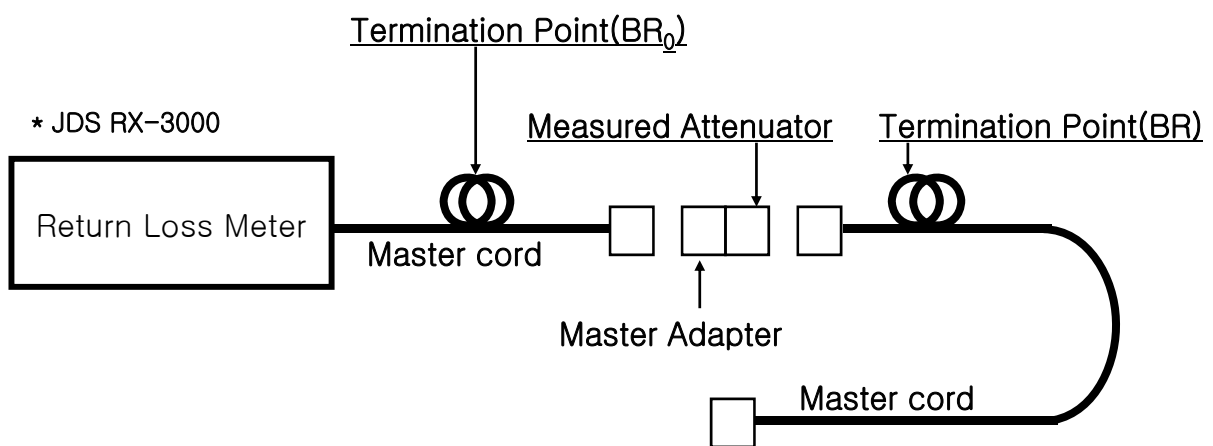 Termination Point(BR₀)
* JDS RX-3000
Measured Attenuator
Termination Point(BR)
Return Loss Meter
Master cord
Master Adapter
Master cord